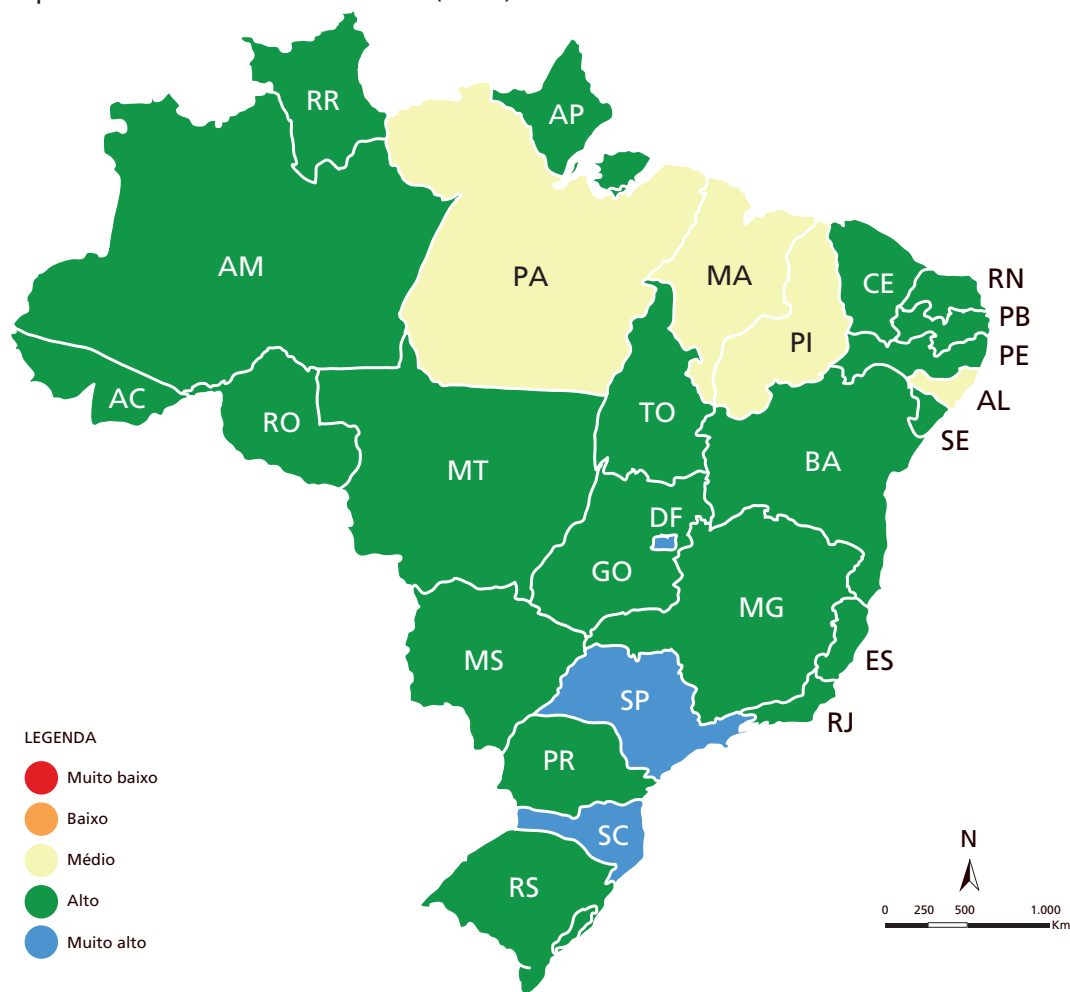 RR
AP
AM
PA
MA
CE
RN
PB
PI
PE
AC
AL
TO
RO
SE
BA
MT
DF
GO
MG
MS
ES
SP
RJ
PR
SC
RS
LEGENDA
Muito baixo
Baixo
Médio
Alto
Muito alto
N
0 250 500 1.000
Km